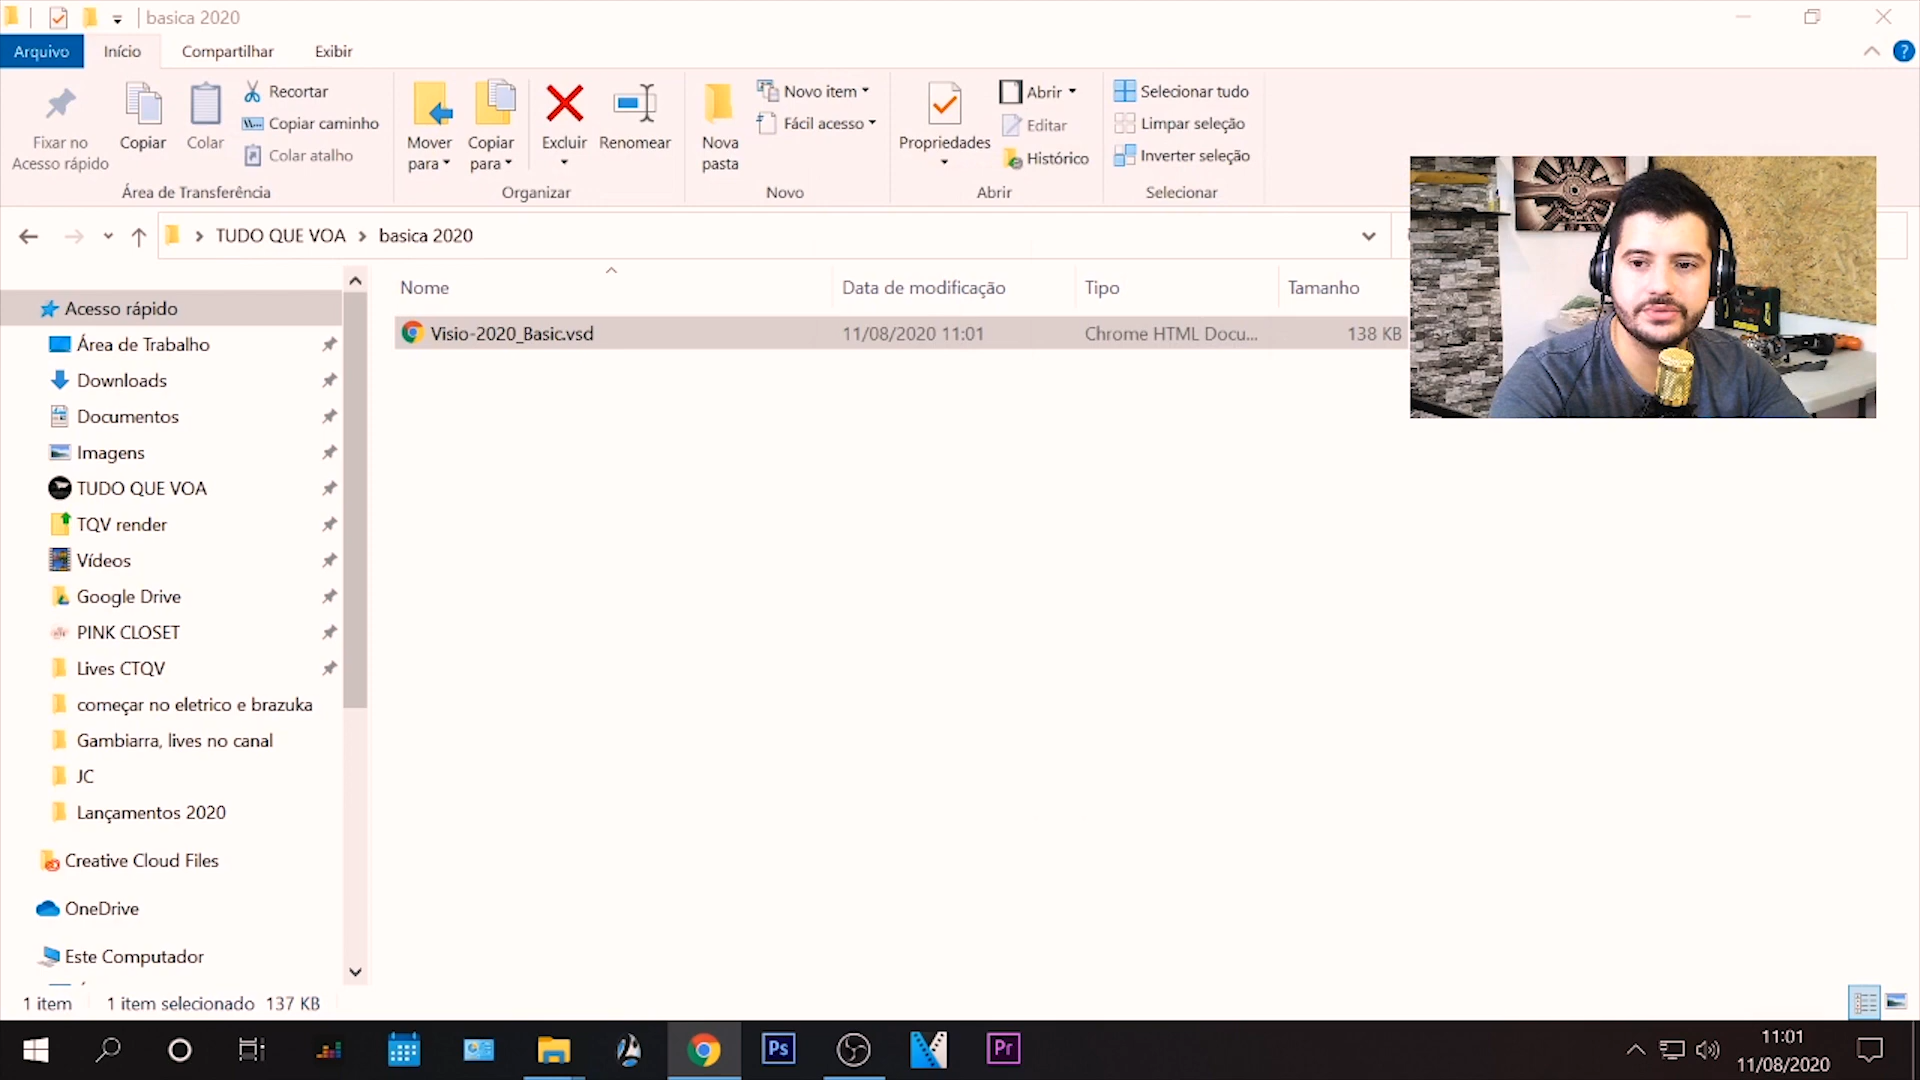 basica 2020
Arquivo
Início
Compartilhar
Exibir
Fixar no
Acesso rápido
Copiar
Colar
Recortar
Copiar caminho
Colar atalho
Área de Transferência
Mover
para
Copiar
para
Excluir
Renomear
Organizar
Nova
pasta
Novo item
Fácil acesso
Novo
Propriedades
Abrir
Editar
Histórico
Abrir
Selecionar tudo
Limpar seleção
Inverter seleção
Selecionar
TUDO QUE VOA > basica 2020
Nome
Data de modificação
Tipo
Tamanho
Visio-2020_Basic.vsd
11/08/2020 11:01
Chrome HTML Docu...
138 KB
Acesso rápido
Área de Trabalho
Downloads
Documentos
Imagens
TUDO QUE VOA
TQV render
Vídeos
Google Drive
PINK CLOSET
Lives CTQV
começar no eletrico e brazuka
Gambiarra, lives no canal
JC
Lançamentos 2020
Creative Cloud Files
OneDrive
Este Computador
1 item
1 item selecionado 137 KB
Ps
Pr
11:01
11/08/2020